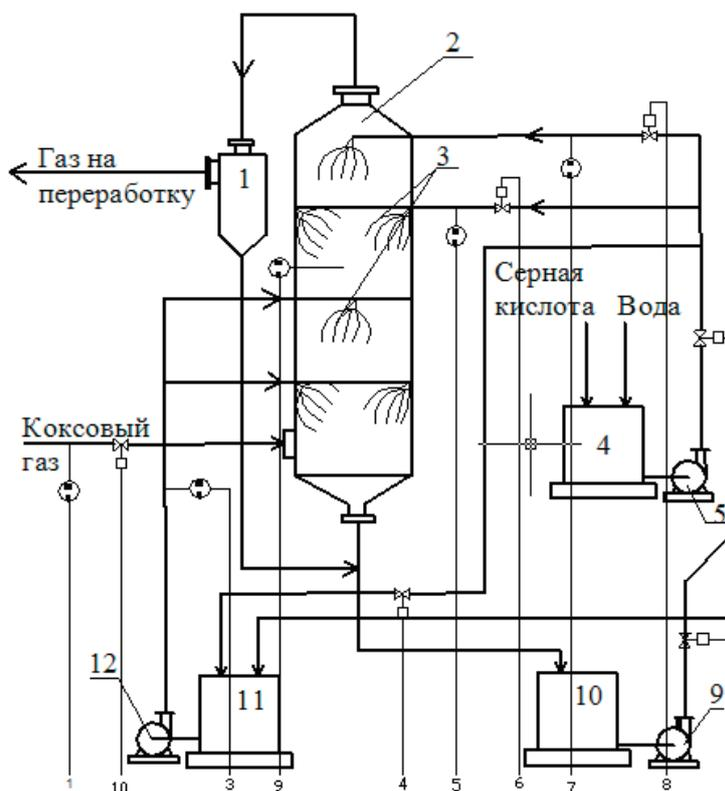 2
Газ на
переработку
1
3
Серная
кислота
Вода
Коксовый
газ
4
5
12
11
10
9
1
10
3
9
4
5
6
7
8